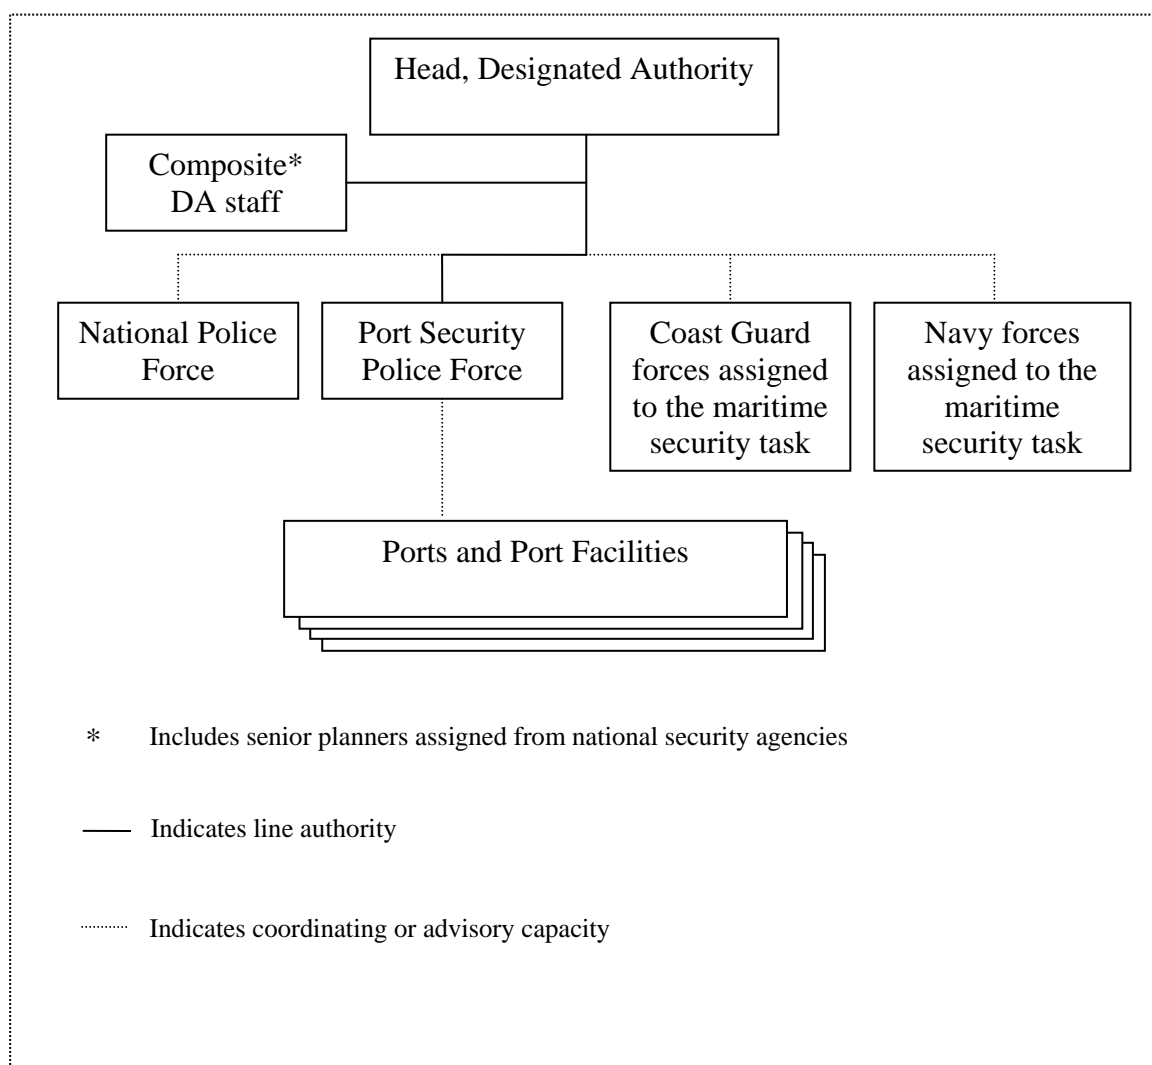 Head, Designated Authority
Composite*
DA staff
National Police
Force
Port Security
Police Force
Coast Guard
forces assigned
to the maritime
security task
Navy forces
assigned to the
maritime
security task
Ports and Port Facilities
* Includes senior planners assigned from national security agencies
Indicates line authority
Indicates coordinating or advisory capacity